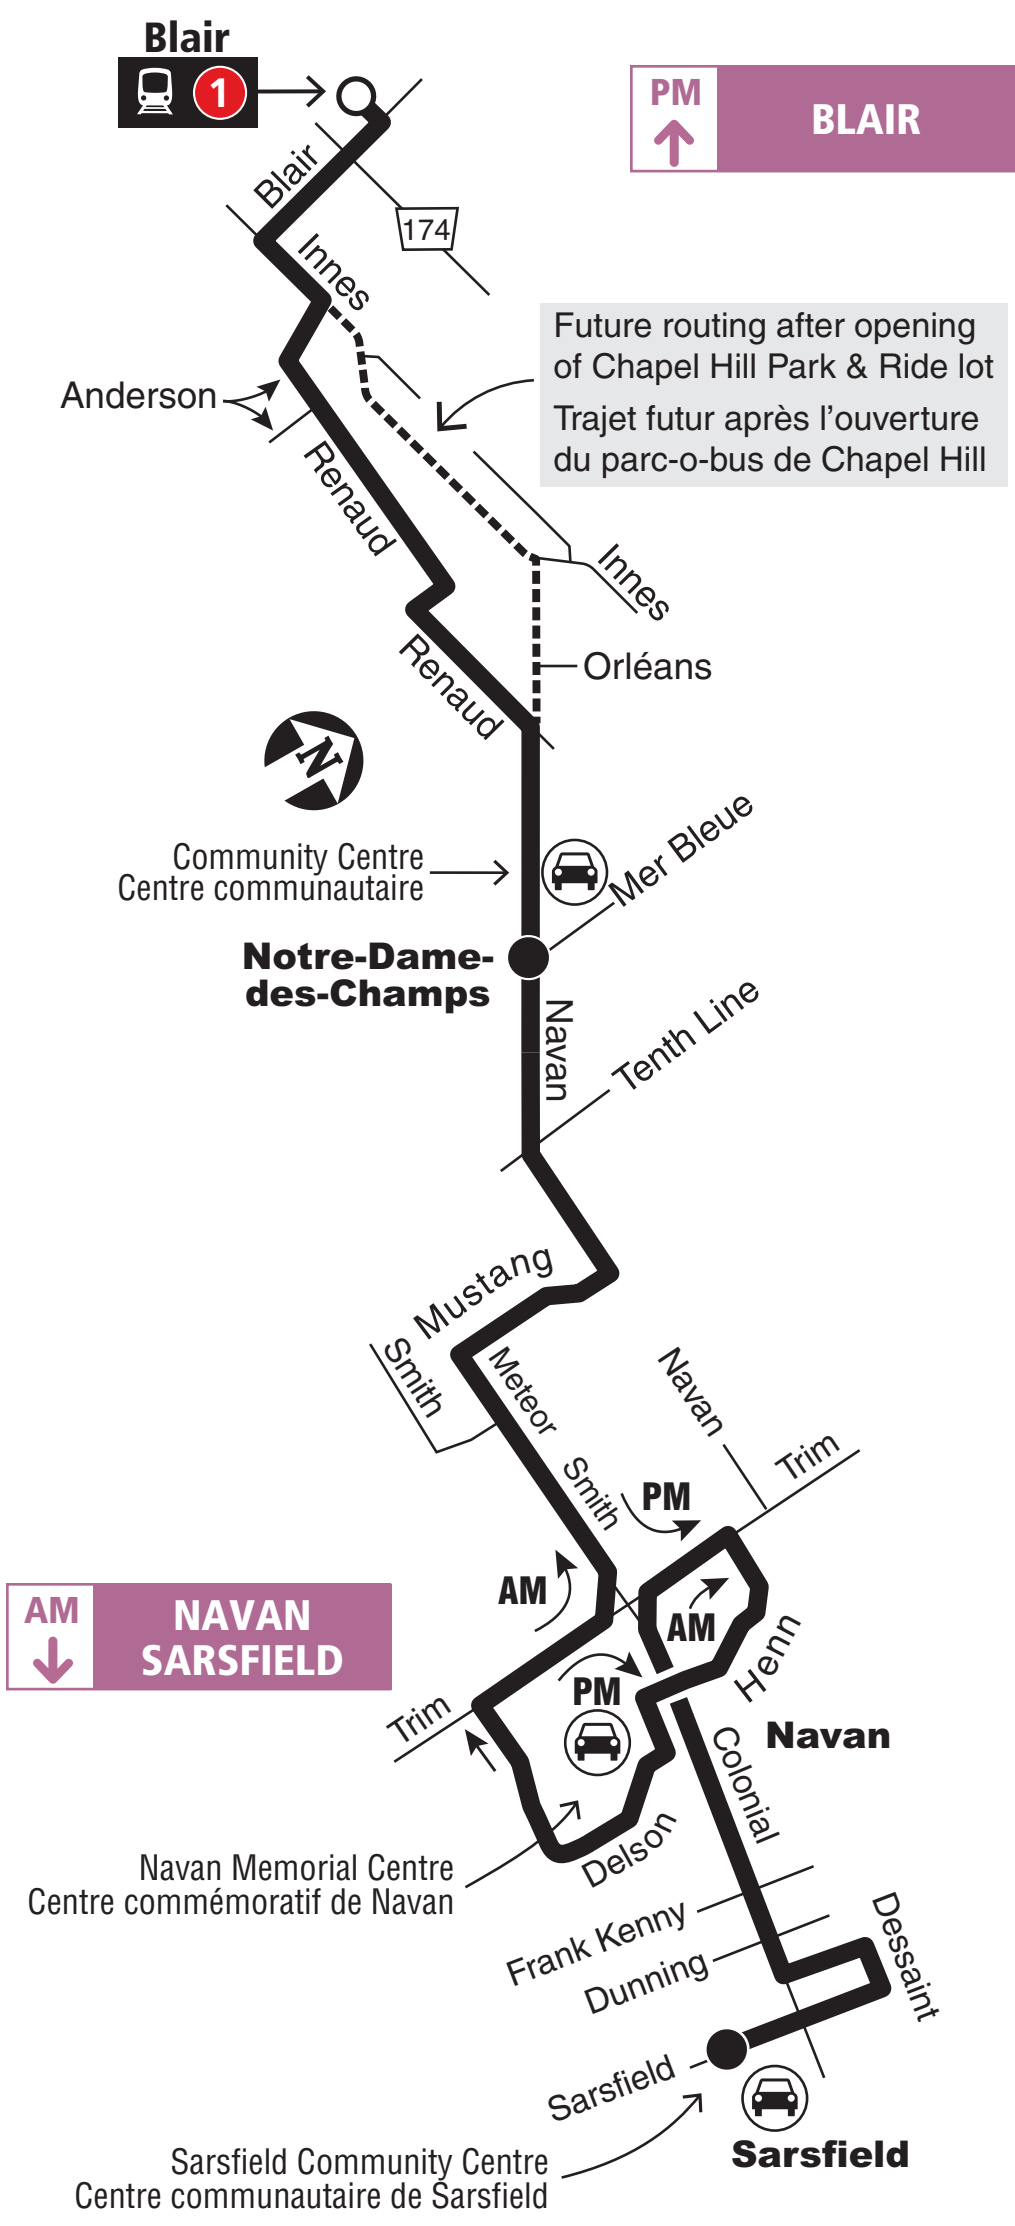 Blair
1
PM
BLAIR
Blair
174
Innes
Future routing after opening
of Chapel Hill Park & Ride lot
Trajet futur après l'ouverture
du parc-o-bus de Chapel Hill
Anderson
Renaud
Innes
Renaud
Orléans
N
Community Centre
Centre communautaire
Mer Bleue
Notre-Dame-
des-Champs
Navan
Tenth Line
Mustang
Smith
Meteor
Navan
Trim
Smith
PM
AM
AM
NAVAN
SARSFIELD
AM
PM
Henn
Trim
Navan
Colonial
Delson
Navan Memorial Centre
Centre commémoratif de Navan
Frank Kenny
Dunning
Dessaint
Sarsfield
Sarsfield
Sarsfield Community Centre
Centre communautaire de Sarsfield